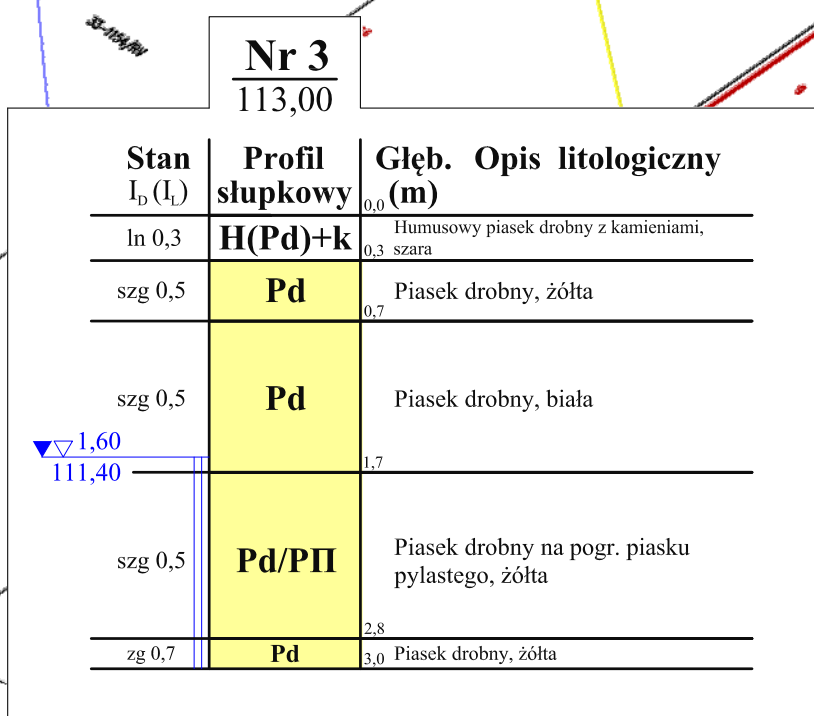 33-1154/RV
Nr 3
113,00
Stan
I_D (I_L)
Profil
słupkowy
Głęb. Opis litologiczny
(m)
0,0
ln 0,3
H(Pd)+k
0,3
Humusowy piasek drobny z kamieniami,
szara
szg 0,5
Pd
0,7
Piasek drobny, żółta
szg 0,5
Pd
1,7
Piasek drobny, biała
1,60
111,40
szg 0,5
Pd/PΠ
2,8
Piasek drobny na pogr. piasku
pylastego, żółta
zg 0,7
Pd
3,0
Piasek drobny, żółta